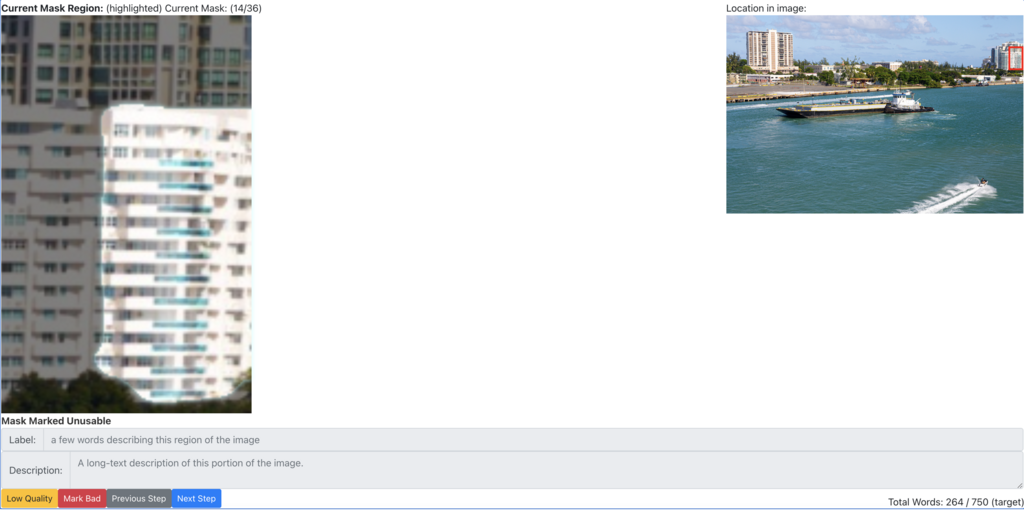 Current Mask Region: (highlighted) Current Mask: (14/36)
Location in image:
Mask Marked Unusable
Label: a few words describing this region of the image
Description: A long-text description of this portion of the image.
Low Quality Mark Bad Previous Step Next Step
Total Words: 264 / 750 (target)